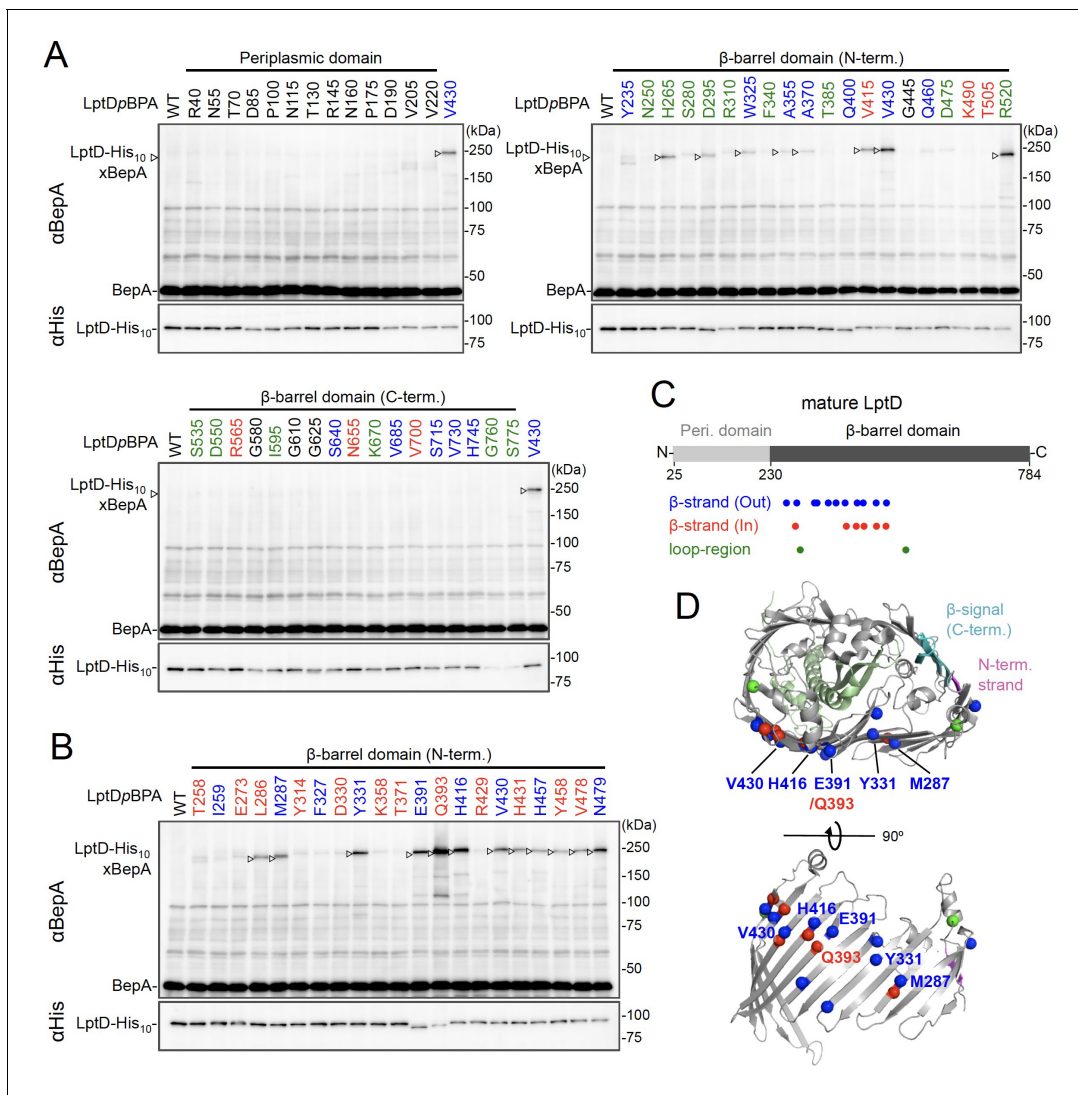 A
Periplasmic domain
LptDpBPA
WT R40 N55 T70 D85 P100 N115 T130 R145 N160 P175 D190 V205 V220 V430
(kDa)
LptD-His10
xBepA
-250
-150
-100
-75
-50
αBepA
BepA-
αHis
LptD-His10-
-100
-75
β-barrel domain (N-term.)
LptDpBPA
WT Y235 N250 H265 S280 D295 R310 W325 F340 A355 A370 T385 Q400 V415 V430 G445 Q460 D475 K490 T505 R520
(kDa)
LptD-His10
xBepA
-250
-150
-100
-75
-50
αBepA
BepA-
αHis
LptD-His10-
-100
-75
β-barrel domain (C-term.)
LptDpBPA
WT S535 D550 R565 G580 I595 G610 G625 S640 N655 K670 V685 V700 S715 V730 H745 G760 S775 V430
(kDa)
LptD-His10
xBepA
-250
-150
-100
-75
-50
αBepA
BepA-
αHis
LptD-His10-
-100
-75
B
β-barrel domain (N-term.)
LptDpBPA
WT T258 I259 E273 L286 M287 Y314 F327 D330 Y331 K358 T371 E391 Q393 H416 R429 V430 H431 H457 Y458 V478 N479
(kDa)
LptD-His10
xBepA
-250
-150
-100
-75
-50
αBepA
BepA-
αHis
LptD-His10-
-100
-75
C
mature LptD
Peri. domain β-barrel domain
N- -C
25 230 784
β-strand (Out)
β-strand (In)
loop-region
D
β-signal
(C-term.)
N-term.
strand
V430 H416 E391 Y331 M287
/Q393
90º
H416
E391
V430
Q393
Y331
M287